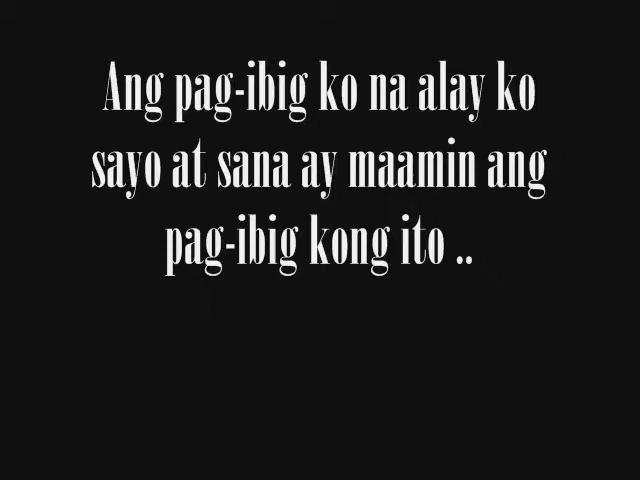 Ang pag-ibig ko na alay ko
sayo at sana ay maamin ang
pag-ibig kong ito ..